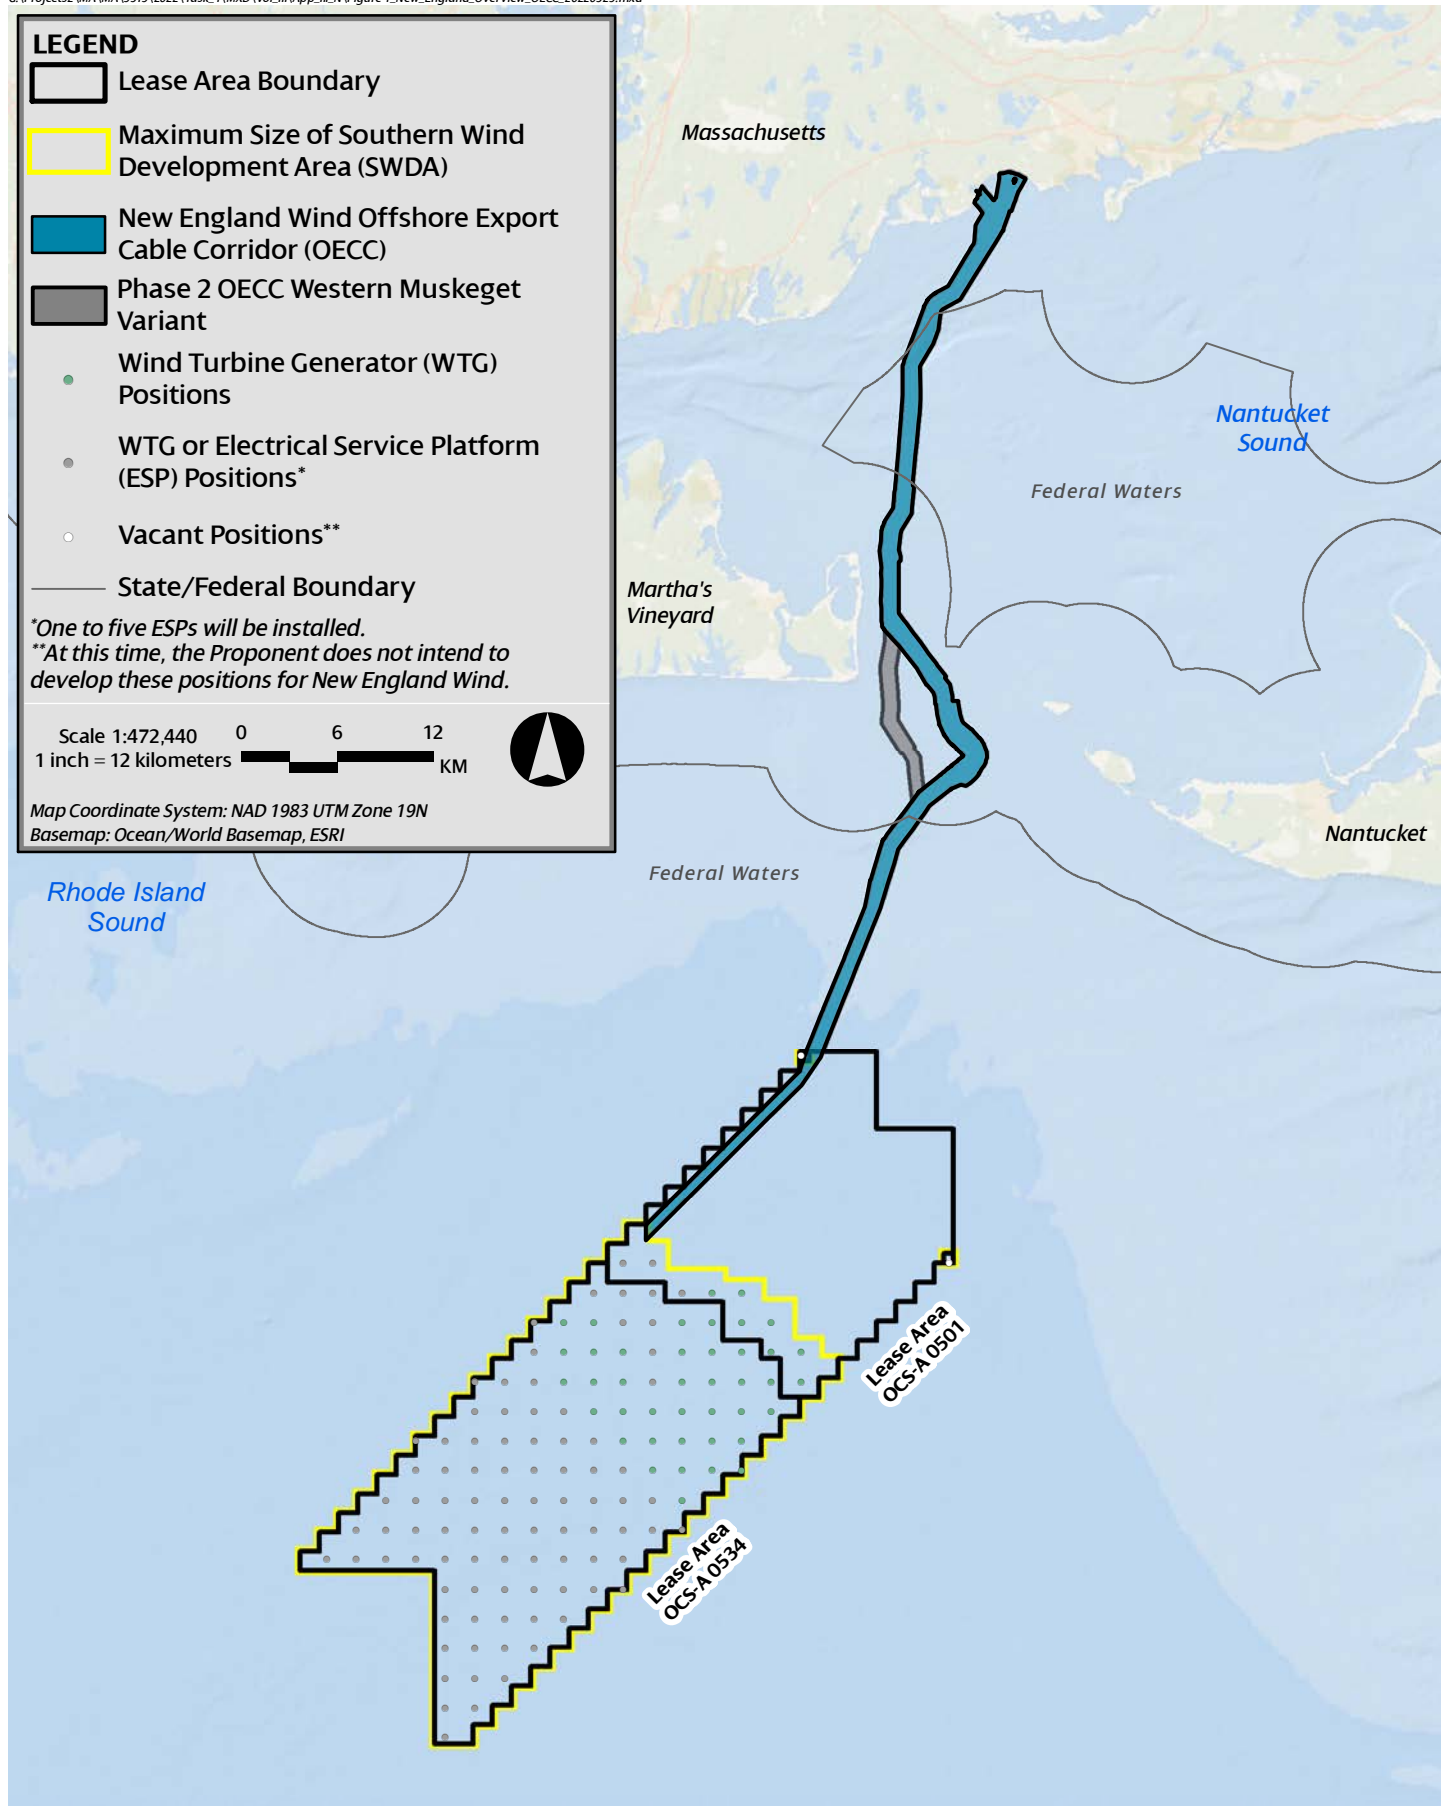 LEGEND
Lease Area Boundary
Maximum Size of Southern Wind
Development Area (SWDA)
New England Wind Offshore Export
Cable Corridor (OECC)
Phase 2 OECC Western Muskeget
Variant
Wind Turbine Generator (WTG)
Positions
WTG or Electrical Service Platform
(ESP) Positions*
Vacant Positions**
State/Federal Boundary
*One to five ESPs will be installed.
**At this time, the Proponent does not intend to
develop these positions for New England Wind.
Scale 1:472,440
1 inch = 12 kilometers
0 6 12
KM
Map Coordinate System: NAD 1983 UTM Zone 19N
Basemap: Ocean/World Basemap, ESRI
Massachusetts
Nantucket
Sound
Federal Waters
Martha's
Vineyard
Nantucket
Federal Waters
Rhode Island
Sound
Lease Area
OCS-A 0501
Lease Area
OCS-A 0534